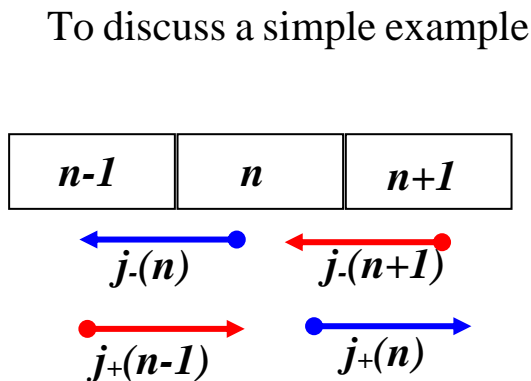 To discuss a simple example
n-1 n n+1
j-(n) j-(n+1)
j+(n-1) j+(n)